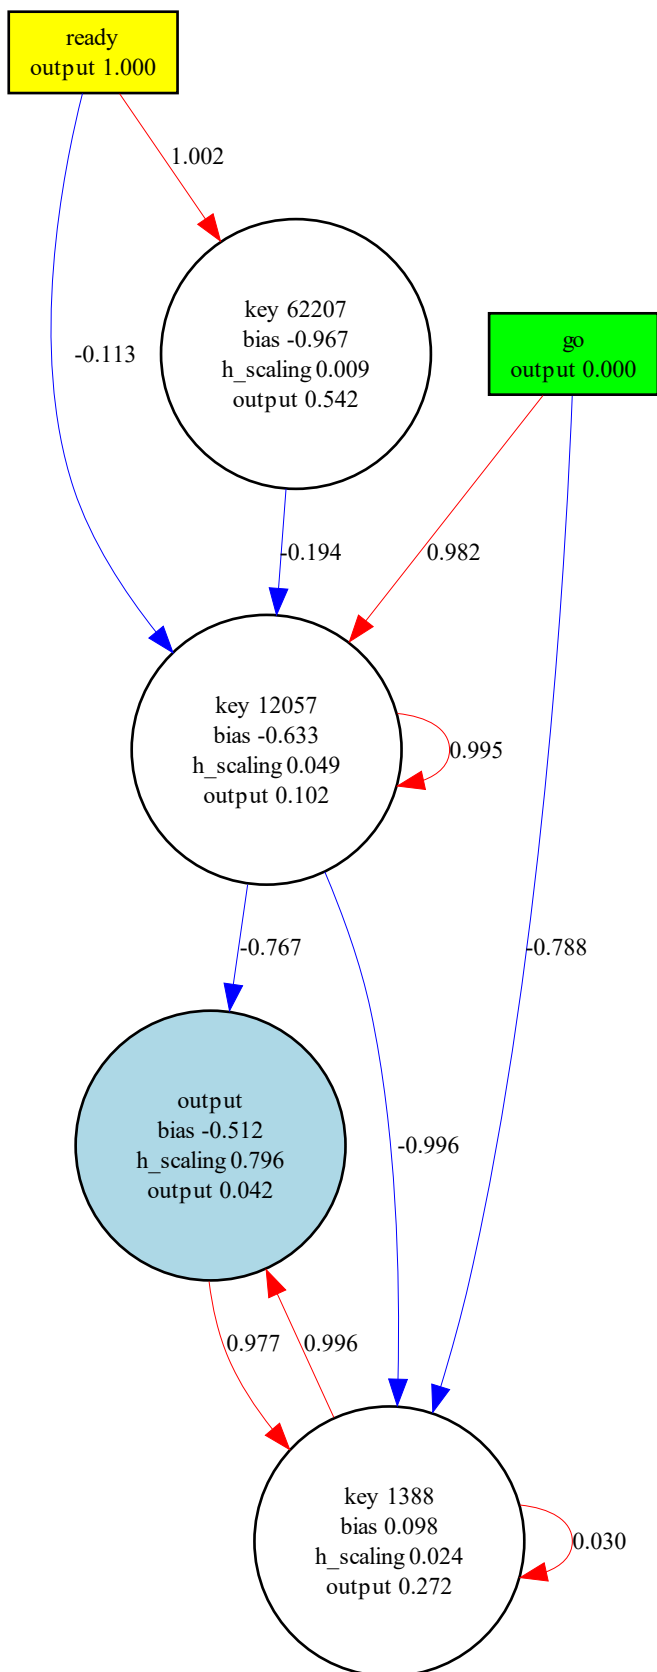 ready
output 1.000
1.002
key 62207
bias -0.967
h_scaling 0.009
output 0.542
go
output 0.000
-0.113
-0.194
0.982
key 12057
bias -0.633
h_scaling 0.049
output 0.102
0.995
-0.767
-0.788
output
bias -0.512
h_scaling 0.796
output 0.042
-0.996
0.977
0.996
key 1388
bias 0.098
h_scaling 0.024
output 0.272
0.030